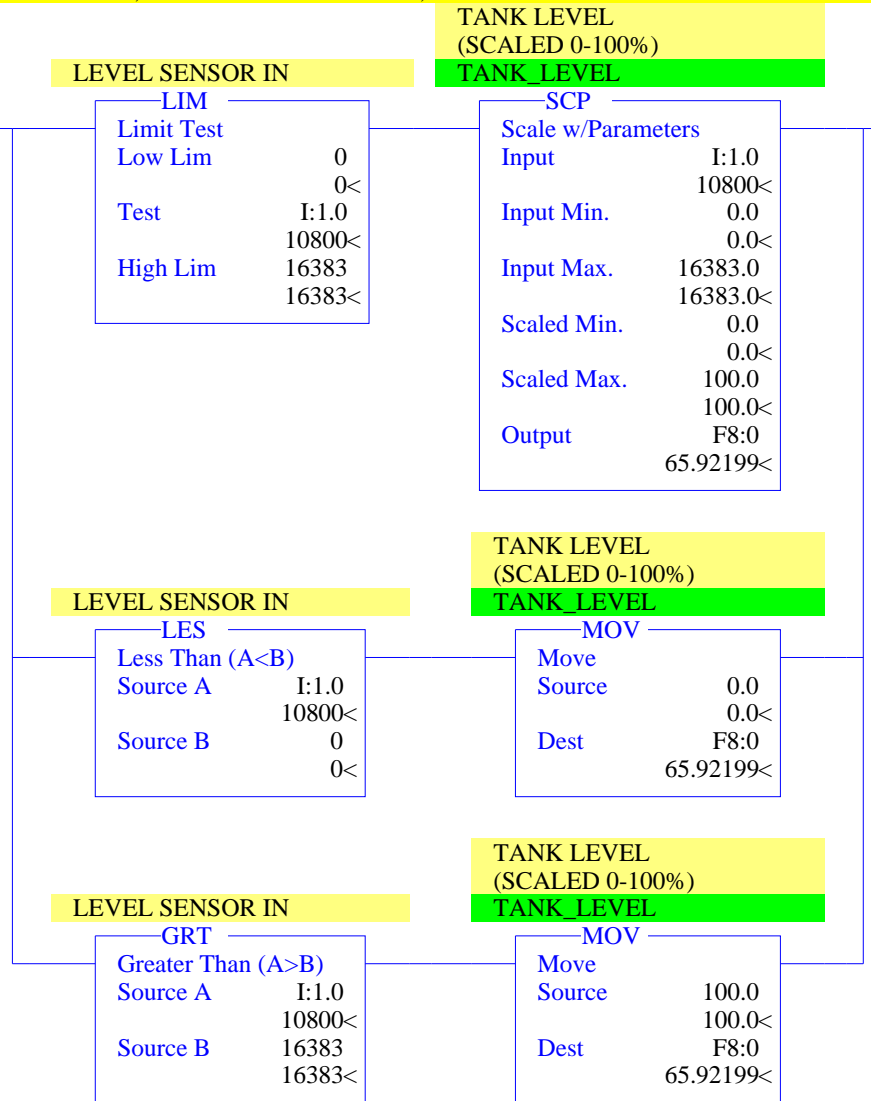 TANK LEVEL
(SCALED 0-100%)
LEVEL SENSOR IN
TANK_LEVEL
LIM
Limit Test
Low Lim 0
0<
Test I:1.0
10800<
High Lim 16383
16383<
SCP
Scale w/Parameters
Input I:1.0
10800<
Input Min. 0.0
0.0<
Input Max. 16383.0
16383.0<
Scaled Min. 0.0
0.0<
Scaled Max. 100.0
100.0<
Output F8:0
65.92199<
TANK LEVEL
(SCALED 0-100%)
LEVEL SENSOR IN
TANK_LEVEL
LES
Less Than (A<B)
Source A I:1.0
10800<
Source B 0
0<
MOV
Move
Source 0.0
0.0<
Dest F8:0
65.92199<
TANK LEVEL
(SCALED 0-100%)
LEVEL SENSOR IN
TANK_LEVEL
GRT
Greater Than (A>B)
Source A I:1.0
10800<
Source B 16383
16383<
MOV
Move
Source 100.0
100.0<
Dest F8:0
65.92199<